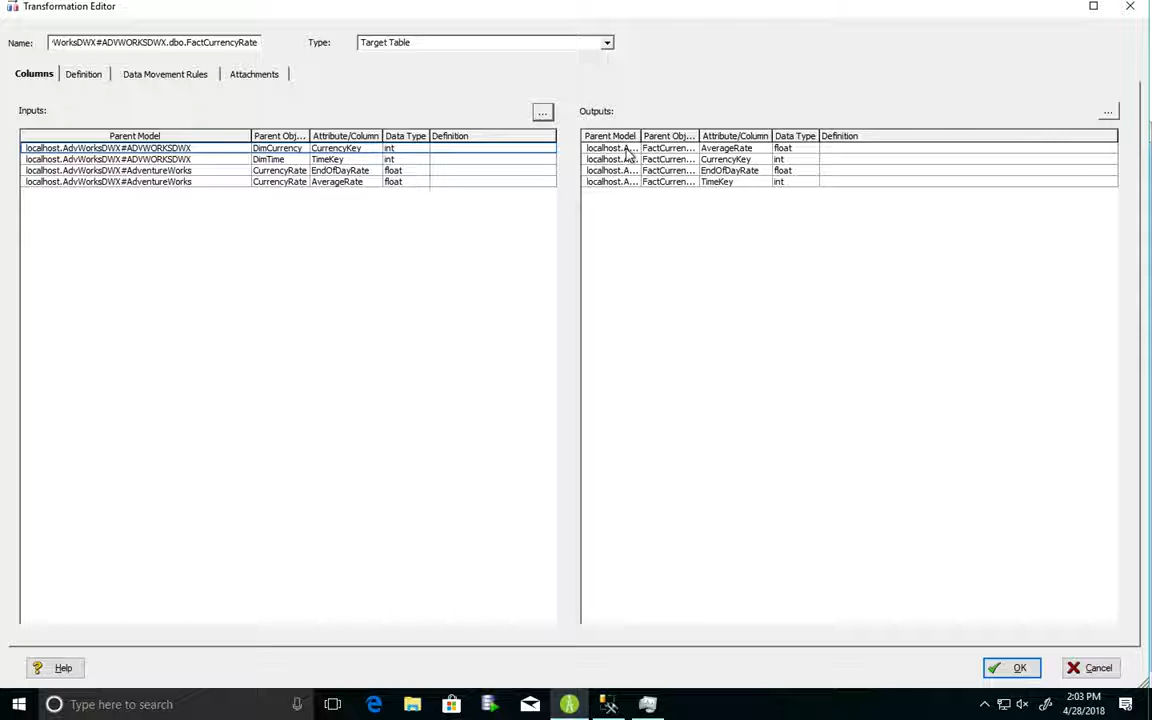 Transformation Editor
Name: WorksDWX#ADVWORKSDWX.dbo.FactCurrencyRate Type: Target Table
Columns Definition Data Movement Rules Attachments
Inputs: ... Outputs: ...
Parent Model Parent Obj... Attribute/Column Data Type Definition Parent Model Parent Obj... Attribute/Column Data Type Definition
localhost.AdvWorksDWX#ADVWORKSDWX DimCurrency CurrencyKey int localhost.A... FactCurren... AverageRate float
localhost.AdvWorksDWX#ADVWORKSDWX DimTime TimeKey int localhost.A... FactCurren... CurrencyKey int
localhost.AdvWorksDWX#AdventureWorks CurrencyRate EndOfDayRate float localhost.A... FactCurren... EndOfDayRate float
localhost.AdvWorksDWX#AdventureWorks CurrencyRate AverageRate float localhost.A... FactCurren... TimeKey int
Help OK Cancel
Type here to search 2:03 PM
4/28/2018